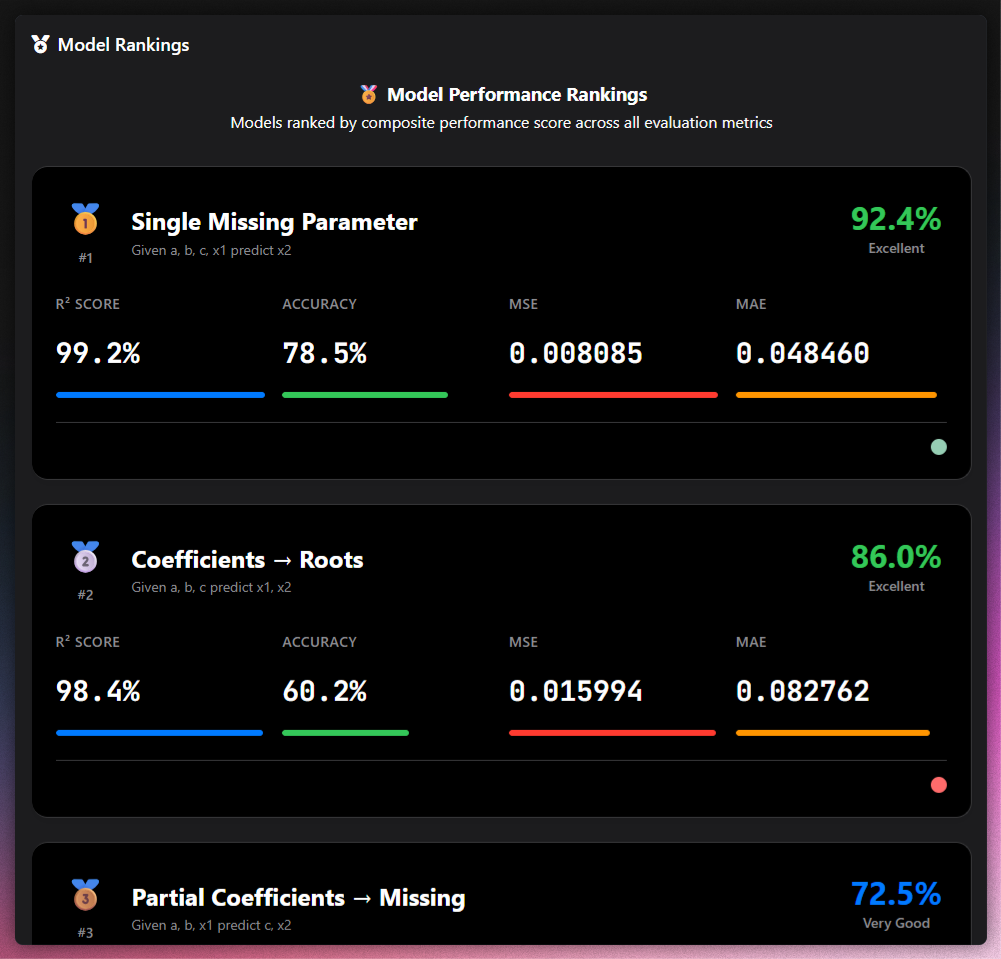 Model Rankings
Model Performance Rankings
Models ranked by composite performance score across all evaluation metrics
1
#1
Single Missing Parameter
Given a, b, c, x1 predict x2
92.4%
Excellent
R² SCORE
ACCURACY
MSE
MAE
99.2%
78.5%
0.008085
0.048460
2
#2
Coefficients → Roots
Given a, b, c predict x1, x2
86.0%
Excellent
R² SCORE
ACCURACY
MSE
MAE
98.4%
60.2%
0.015994
0.082762
3
#3
Partial Coefficients → Missing
Given a, b, x1 predict c, x2
72.5%
Very Good